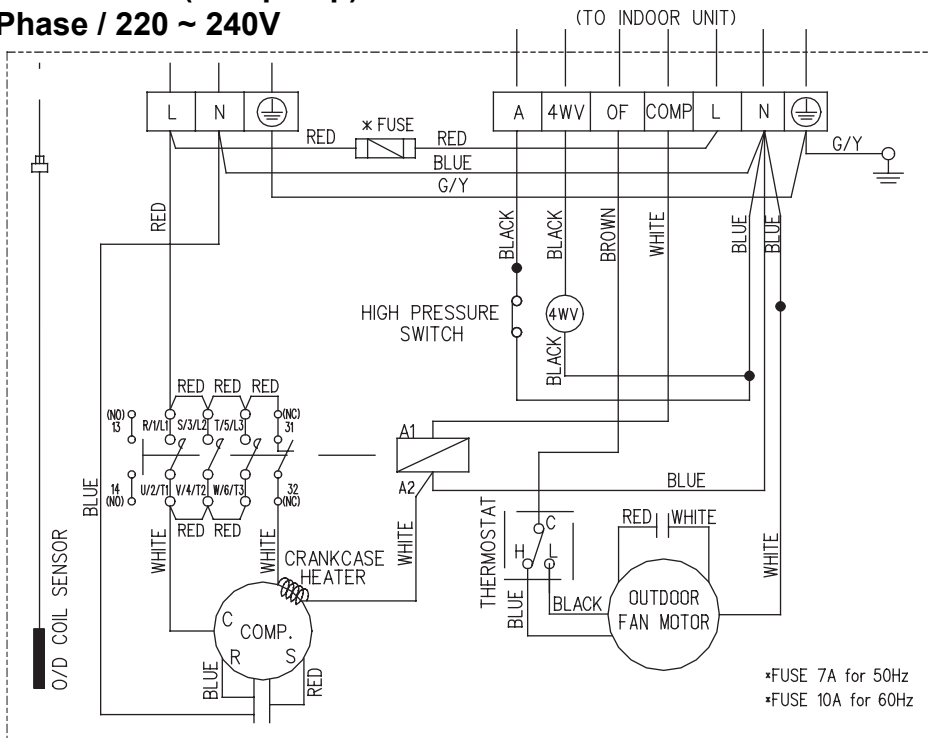 Phase / 220 ~ 240V
(TO INDOOR UNIT)
L N
A 4WV OF COMP L N
RED * FUSE RED
BLUE
G/Y
G/Y
RED
BLACK BLACK BROWN WHITE BLUE BLUE
HIGH PRESSURE
SWITCH
4WV
BLACK
RED RED RED
(NO) R/1/L1 S/3/L2 T/5/L3 (NC)
13 31
A1
14 U/2/T1 V/4/T2 W/6/T3 32
(NO) (NC)
A2
BLUE
RED RED
BLUE
WHITE WHITE WHITE
CRANKCASE
HEATER
THERMOSTAT
C
H L
RED WHITE
WHITE
BLUE
BLACK
OUTDOOR
FAN MOTOR
C
COMP.
R S
BLUE RED
O/D COIL SENSOR
*FUSE 7A for 50Hz
*FUSE 10A for 60Hz